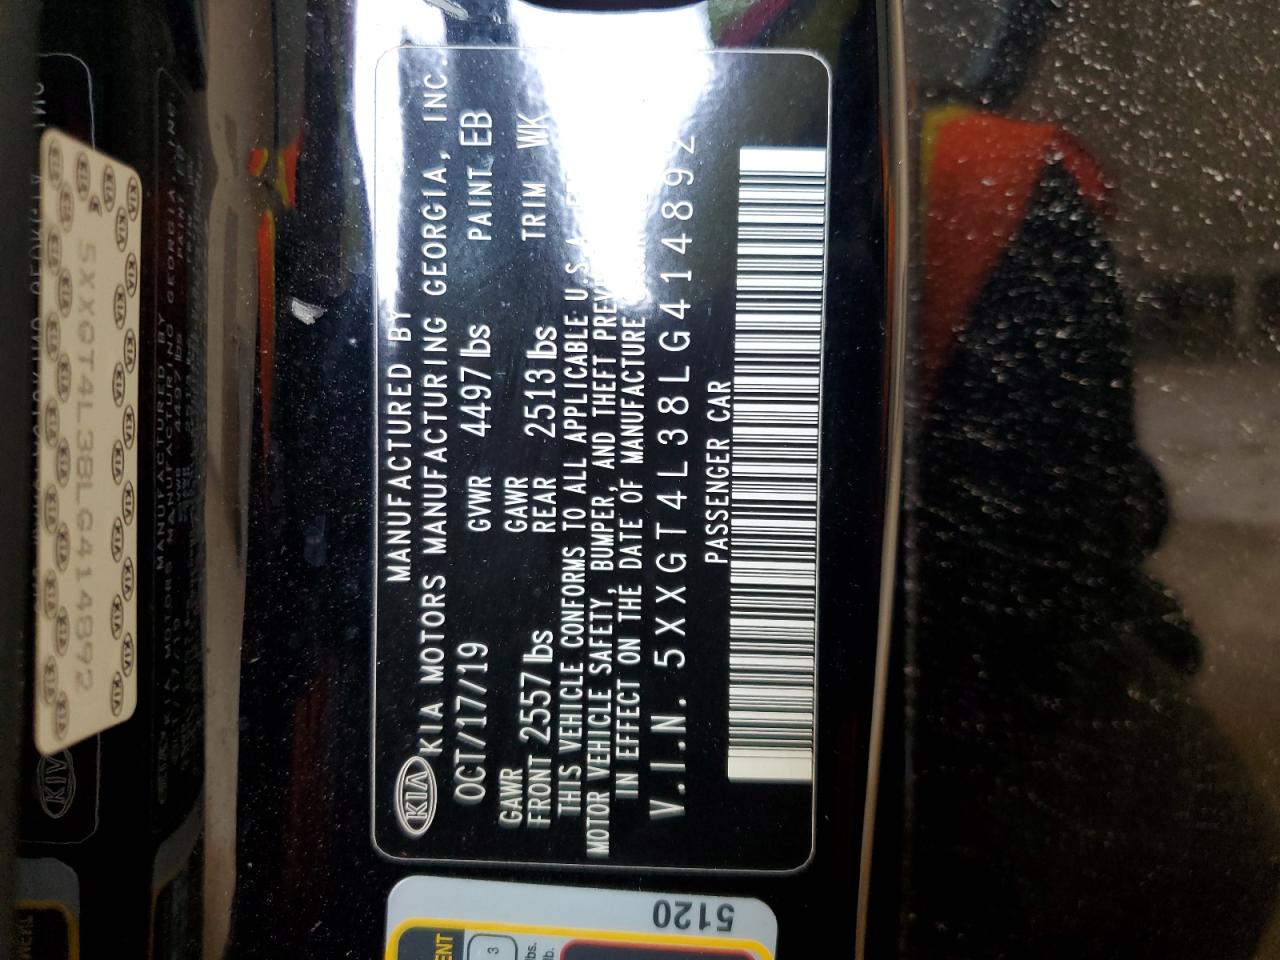 MANUFACTURED BY
KIA KIA MOTORS MANUFACTURING GEORGIA, INC.
OCT/17/19 GVWR 4497 lbs PAINT EB
GAWR FRONT 2557 lbs GAWR REAR 2513 lbs TRIM WK
THIS VEHICLE CONFORMS TO ALL APPLICABLE U.S.A.
MOTOR VEHICLE SAFETY, BUMPER, AND THEFT
IN EFFECT ON THE DATE OF MANUFACTURE
V.I.N. 5XXGT4L38LG414892
PASSENGER CAR
5XXGT4L38LG414892
5120
3
lbs.